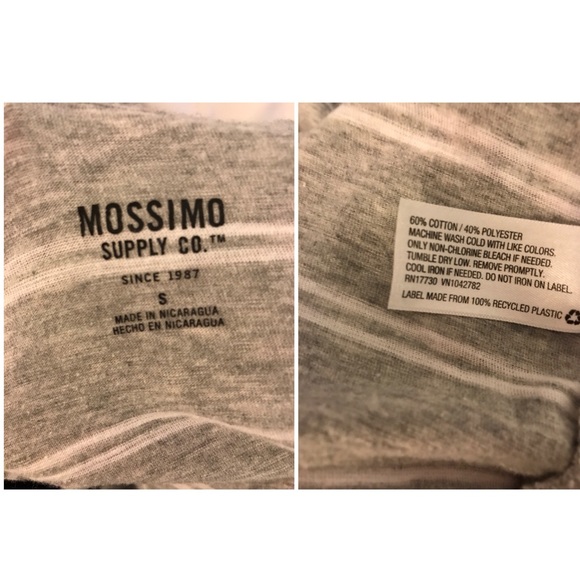 MOSSIMO
SUPPLY CO.™
SINCE 1987
S
MADE IN NICARAGUA
HECHO EN NICARAGUA
60% COTTON / 40% POLYESTER
MACHINE WASH COLD WITH LIKE COLORS.
ONLY NON-CHLORINE BLEACH IF NEEDED.
TUMBLE DRY LOW. REMOVE PROMPTLY.
COOL IRON IF NEEDED. DO NOT IRON ON LABEL.
RN17730 VN1042782
LABEL MADE FROM 100% RECYCLED PLASTIC